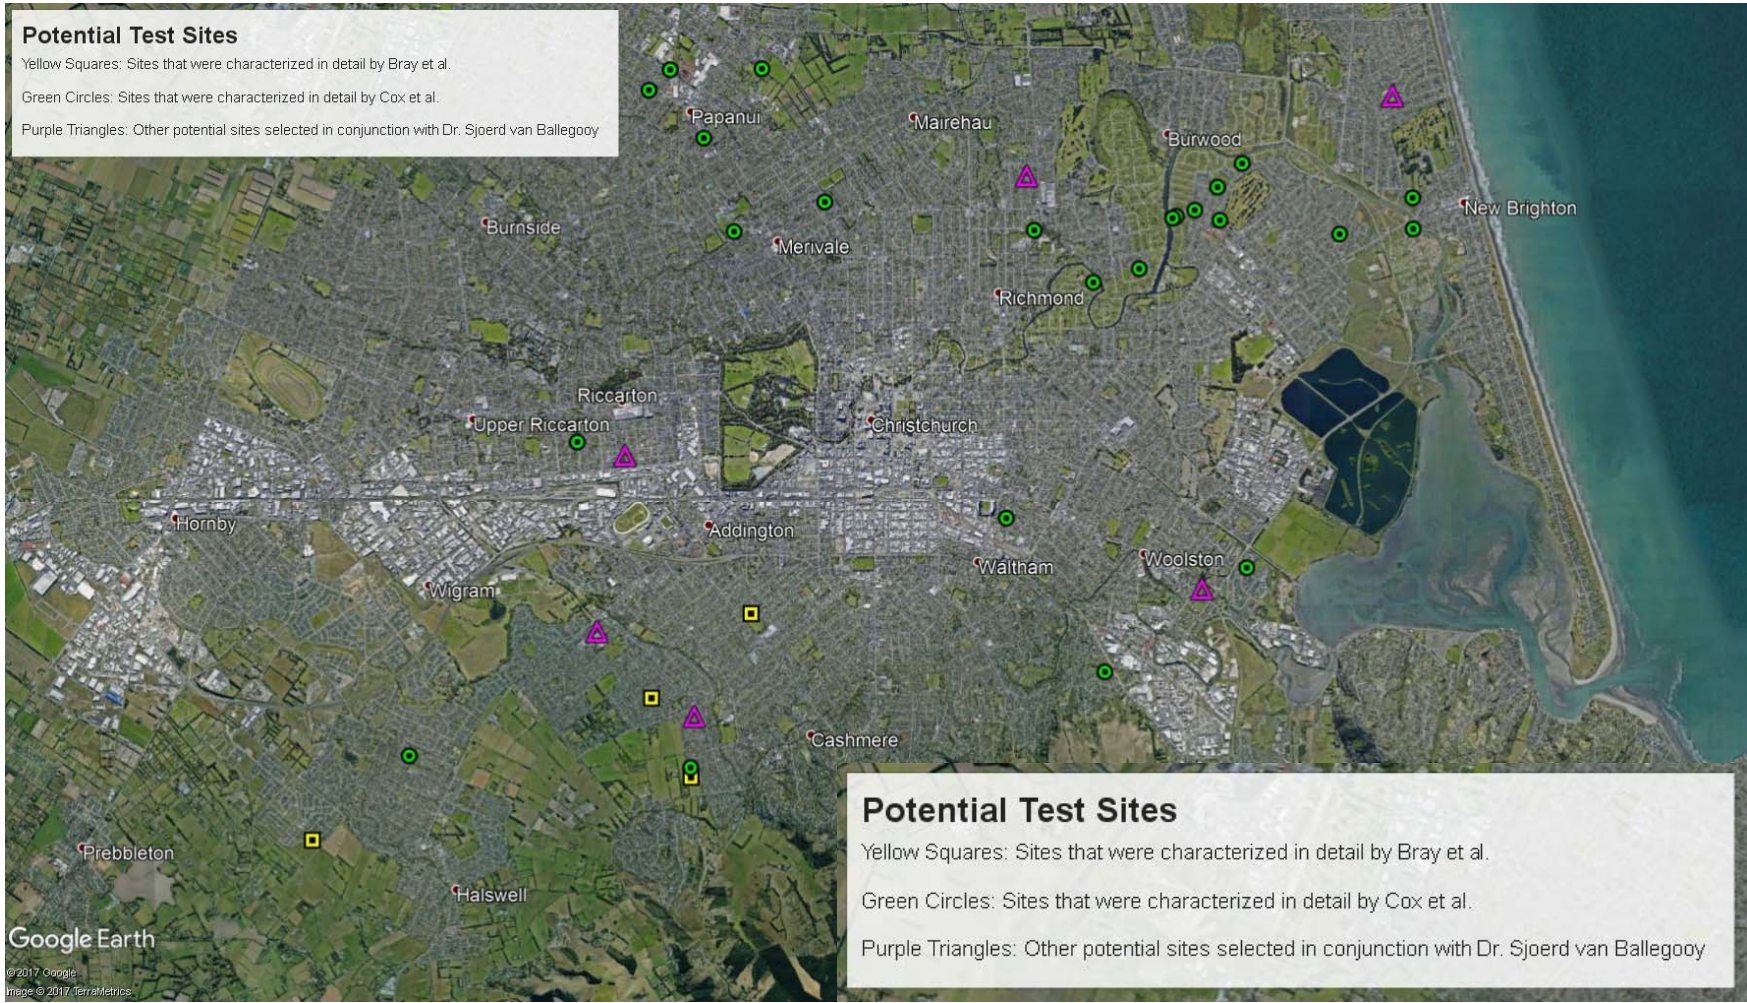 Potential Test Sites
Yellow Squares: Sites that were characterized in detail by Bray et al.
Green Circles: Sites that were characterized in detail by Cox et al.
Purple Triangles: Other potential sites selected in conjunction with Dr. Sjoerd van Ballegooy
Papanui
Mairehau
Burwood
New Brighton
Burnside
Merivale
Richmond
Riccarton
Upper Riccarton
Christchurch
Hornby
Addington
Waltham
Woolston
Wigram
Cashmere
Prebbleton
Halswell
Potential Test Sites
Yellow Squares: Sites that were characterized in detail by Bray et al.
Green Circles: Sites that were characterized in detail by Cox et al.
Purple Triangles: Other potential sites selected in conjunction with Dr. Sjoerd van Ballegooy
Google Earth
©2017 Google
Image © 2017 TerraMetrics